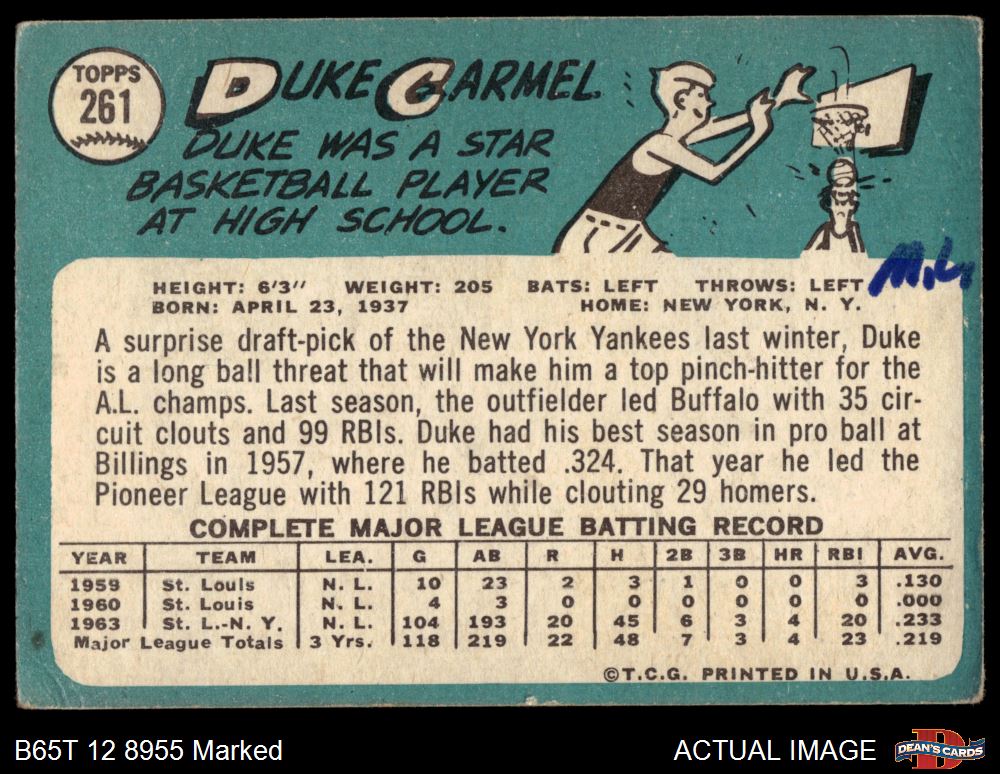 TOPPS
261
DUKE CARMEL
DUKE WAS A STAR
BASKETBALL PLAYER
AT HIGH SCHOOL.
HEIGHT: 6'3" WEIGHT: 205 BATS: LEFT THROWS: LEFT
BORN: APRIL 23, 1937 HOME: NEW YORK, N. Y.
A surprise draft-pick of the New York Yankees last winter, Duke
is a long ball threat that will make him a top pinch-hitter for the
A.L. champs. Last season, the outfielder led Buffalo with 35 cir-
cuit clouts and 99 RBIs. Duke had his best season in pro ball at
Billings in 1957, where he batted .324. That year he led the
Pioneer League with 121 RBIs while clouting 29 homers.
COMPLETE MAJOR LEAGUE BATTING RECORD
YEAR TEAM LEA. G AB R H 2B 3B HR RBI AVG.
1959 St. Louis N. L. 10 23 2 3 1 0 0 3 .130
1960 St. Louis N. L. 4 3 0 0 0 0 0 0 .000
1963 St. L.-N. Y. N. L. 104 193 20 45 6 3 4 20 .233
Major League Totals 3 Yrs. 118 219 22 48 7 3 4 23 .219
©T.C.G. PRINTED IN U.S.A.
B65T 12 8955 Marked
ACTUAL IMAGE
DEAN'S CARDS